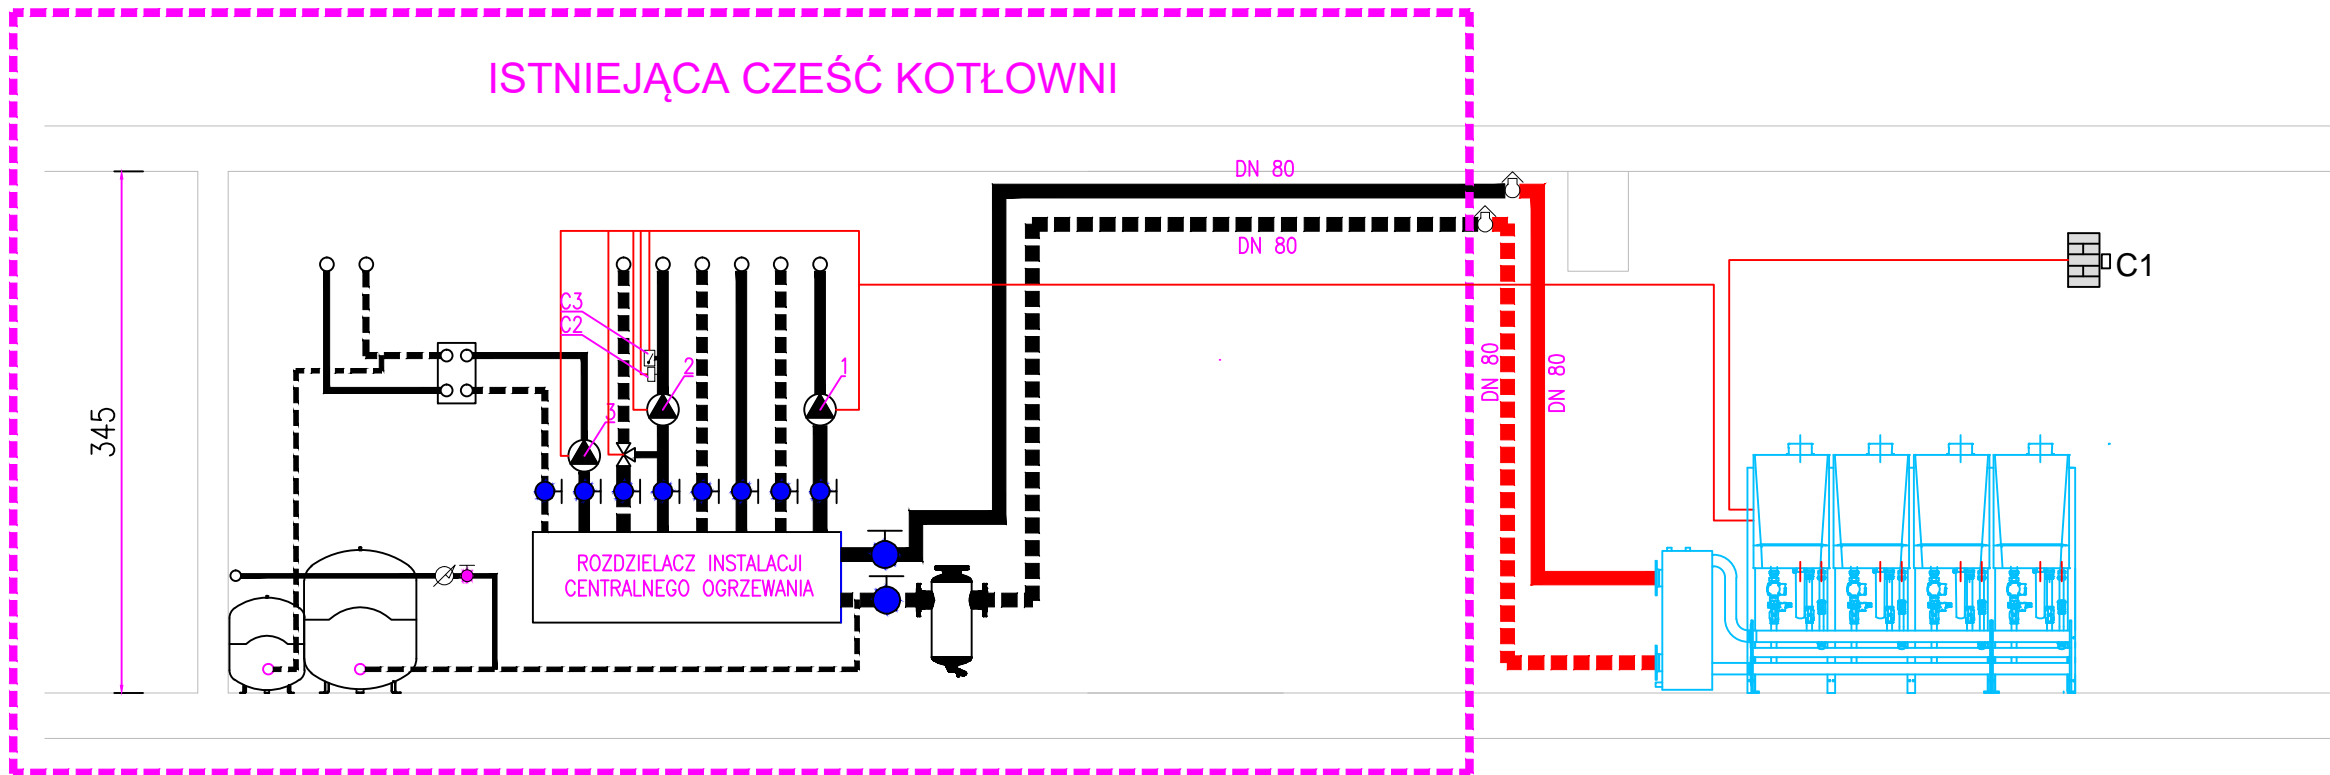 ISTNIEJĄCA CZEŚĆ KOTŁOWNI
DN 80
DN 80
C1
C3
C2
2
1
3
DN 80
DN 80
345
ROZDZIELACZ INSTALACJI
CENTRALNEGO OGRZEWANIA